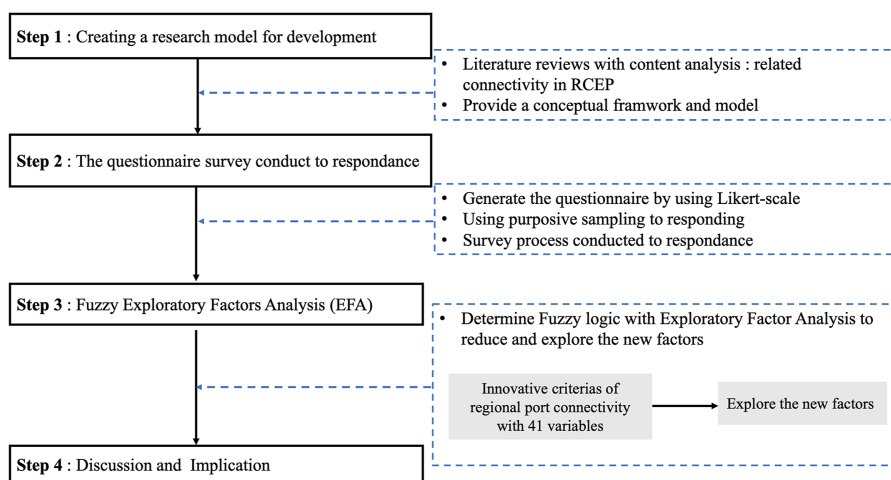 Step 1 : Creating a research model for development
• Literature reviews with content analysis : related
connectivity in RCEP
• Provide a conceptual framwork and model
Step 2 : The questionnaire survey conduct to respondance
• Generate the questionnaire by using Likert-scale
• Using purposive sampling to responding
• Survey process conducted to respondance
Step 3 : Fuzzy Exploratory Factors Analysis (EFA)
• Determine Fuzzy logic with Exploratory Factor Analysis to
reduce and explore the new factors
Innovative criterias of
regional port connectivity
with 41 variables
Explore the new factors
Step 4 : Discussion and Implication